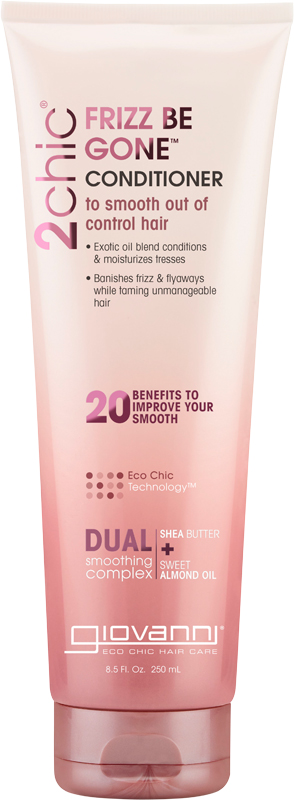 2chic®
FRIZZ BE
GONE™
CONDITIONER
to smooth out of
control hair
• Exotic oil blend conditions
& moisturizes tresses
• Banishes frizz & flyaways
while taming unmanageable
hair
20 BENEFITS TO
IMPROVE YOUR
SMOOTH
Eco Chic
Technology™
DUAL
smoothing
complex
SHEA BUTTER
+
SWEET
ALMOND OIL
giovanni®
ECO CHIC HAIR CARE
8.5 Fl. Oz. 250 mL